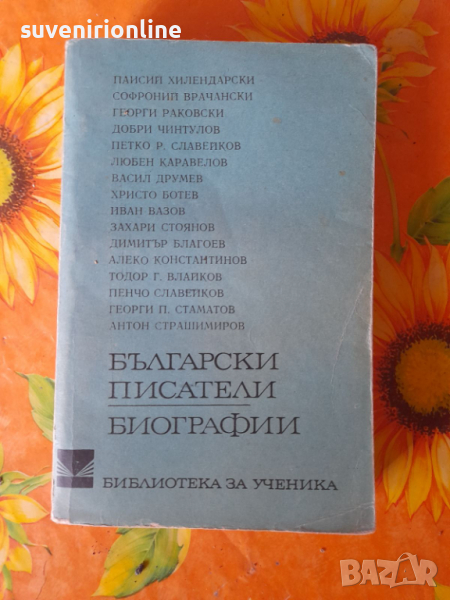 suvenirionline
ПАИСИЙ ХИЛЕНДАРСКИ
СОФРОНИЙ ВРАЧАНСКИ
ГЕОРГИ РАКОВСКИ
ДОБРИ ЧИНТУЛОВ
ПЕТКО Р. СЛАВЕЙКОВ
ЛЮБЕН КАРАВЕЛОВ
ВАСИЛ ДРУМЕВ
ХРИСТО БОТЕВ
ИВАН ВАЗОВ
ЗАХАРИ СТОЯНОВ
ДИМИТЪР БЛАГОЕВ
АЛЕКО КОНСТАНТИНОВ
ТОДОР Г. ВЛАЙКОВ
ПЕНЧО СЛАВЕЙКОВ
ГЕОРГИ П. СТАМАТОВ
АНТОН СТРАШИМИРОВ
БЪЛГАРСКИ
ПИСАТЕЛИ
БИОГРАФИИ
БИБЛИОТЕКА ЗА УЧЕНИКА
BAZAR.bg